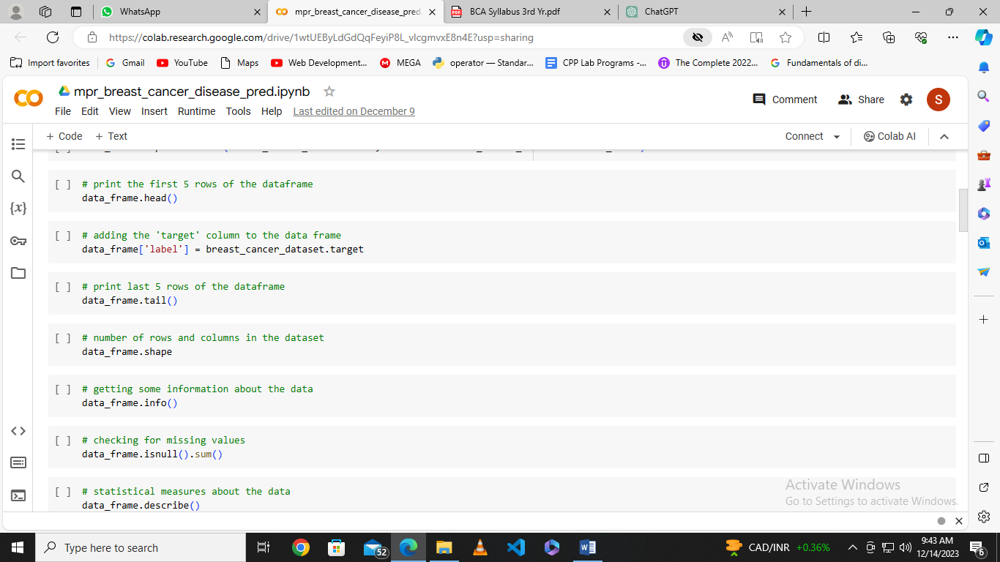 WhatsApp
mpr_breast_cancer_disease_pred.
BCA Syllabus 3rd Yr.pdf
ChatGPT
https://colab.research.google.com/drive/1wtUEByLdGdQqFeyiP8L_vlcgmvxE8n4E?usp=sharing
Import favorites
Gmail
YouTube
Maps
Web Development...
MEGA
operator — Standar...
CPP Lab Programs -...
The Complete 2022...
Fundamentals of di...
mpr_breast_cancer_disease_pred.ipynb
Comment
Share
S
File Edit View Insert Runtime Tools Help Last edited on December 9
+ Code + Text
Connect
Colab AI
[ ] # print the first 5 rows of the dataframe
data_frame.head()
[ ] # adding the 'target' column to the data frame
data_frame['label'] = breast_cancer_dataset.target
[ ] # print last 5 rows of the dataframe
data_frame.tail()
[ ] # number of rows and columns in the dataset
data_frame.shape
[ ] # getting some information about the data
data_frame.info()
[ ] # checking for missing values
data_frame.isnull().sum()
[ ] # statistical measures about the data
data_frame.describe()
{x}
Activate Windows
Go to Settings to activate Windows.
Type here to search
52
CAD/INR +0.36%
9:43 AM
12/14/2023
6